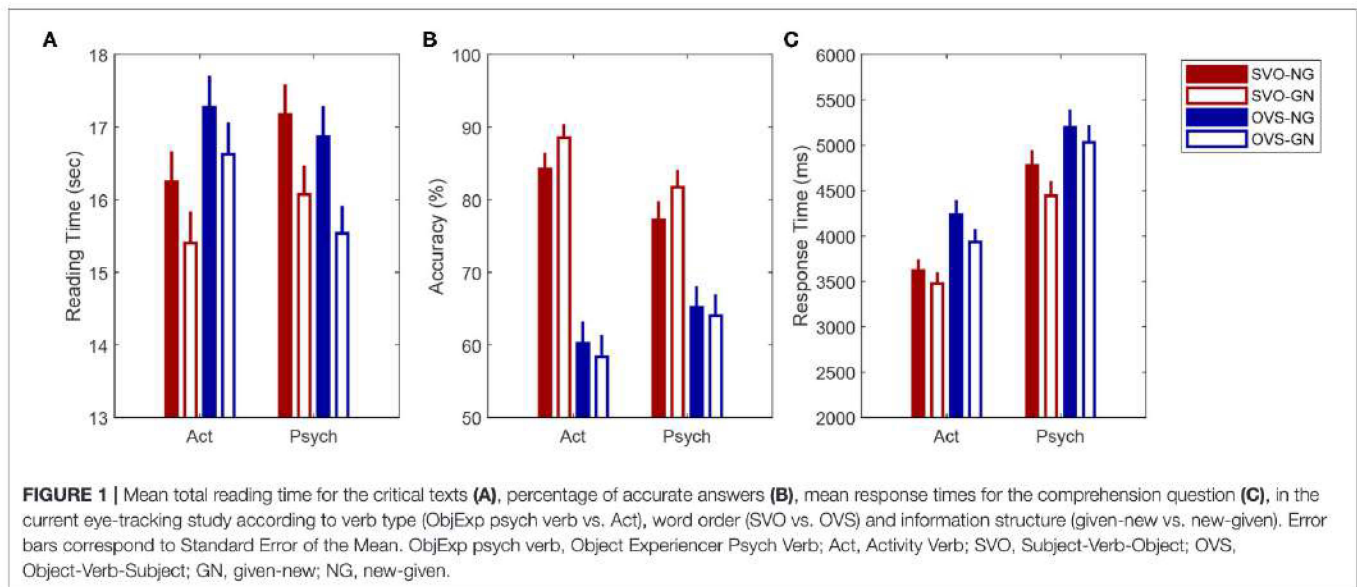 A
18
17
16
15
14
13
Reading Time (sec)
Act Psych
B
100
90
80
70
60
50
Accuracy (%)
Act Psych
C
6000
5500
5000
4500
4000
3500
3000
2500
2000
Response Time (ms)
Act Psych
SVO-NG
SVO-GN
OVS-NG
OVS-GN
FIGURE 1 | Mean total reading time for the critical texts (A), percentage of accurate answers (B), mean response times for the comprehension question (C), in the
current eye-tracking study according to verb type (ObjExp psych verb vs. Act), word order (SVO vs. OVS) and information structure (given-new vs. new-given). Error
bars correspond to Standard Error of the Mean. ObjExp psych verb, Object Experiencer Psych Verb; Act, Activity Verb; SVO, Subject-Verb-Object; OVS,
Object-Verb-Subject; GN, given-new; NG, new-given.